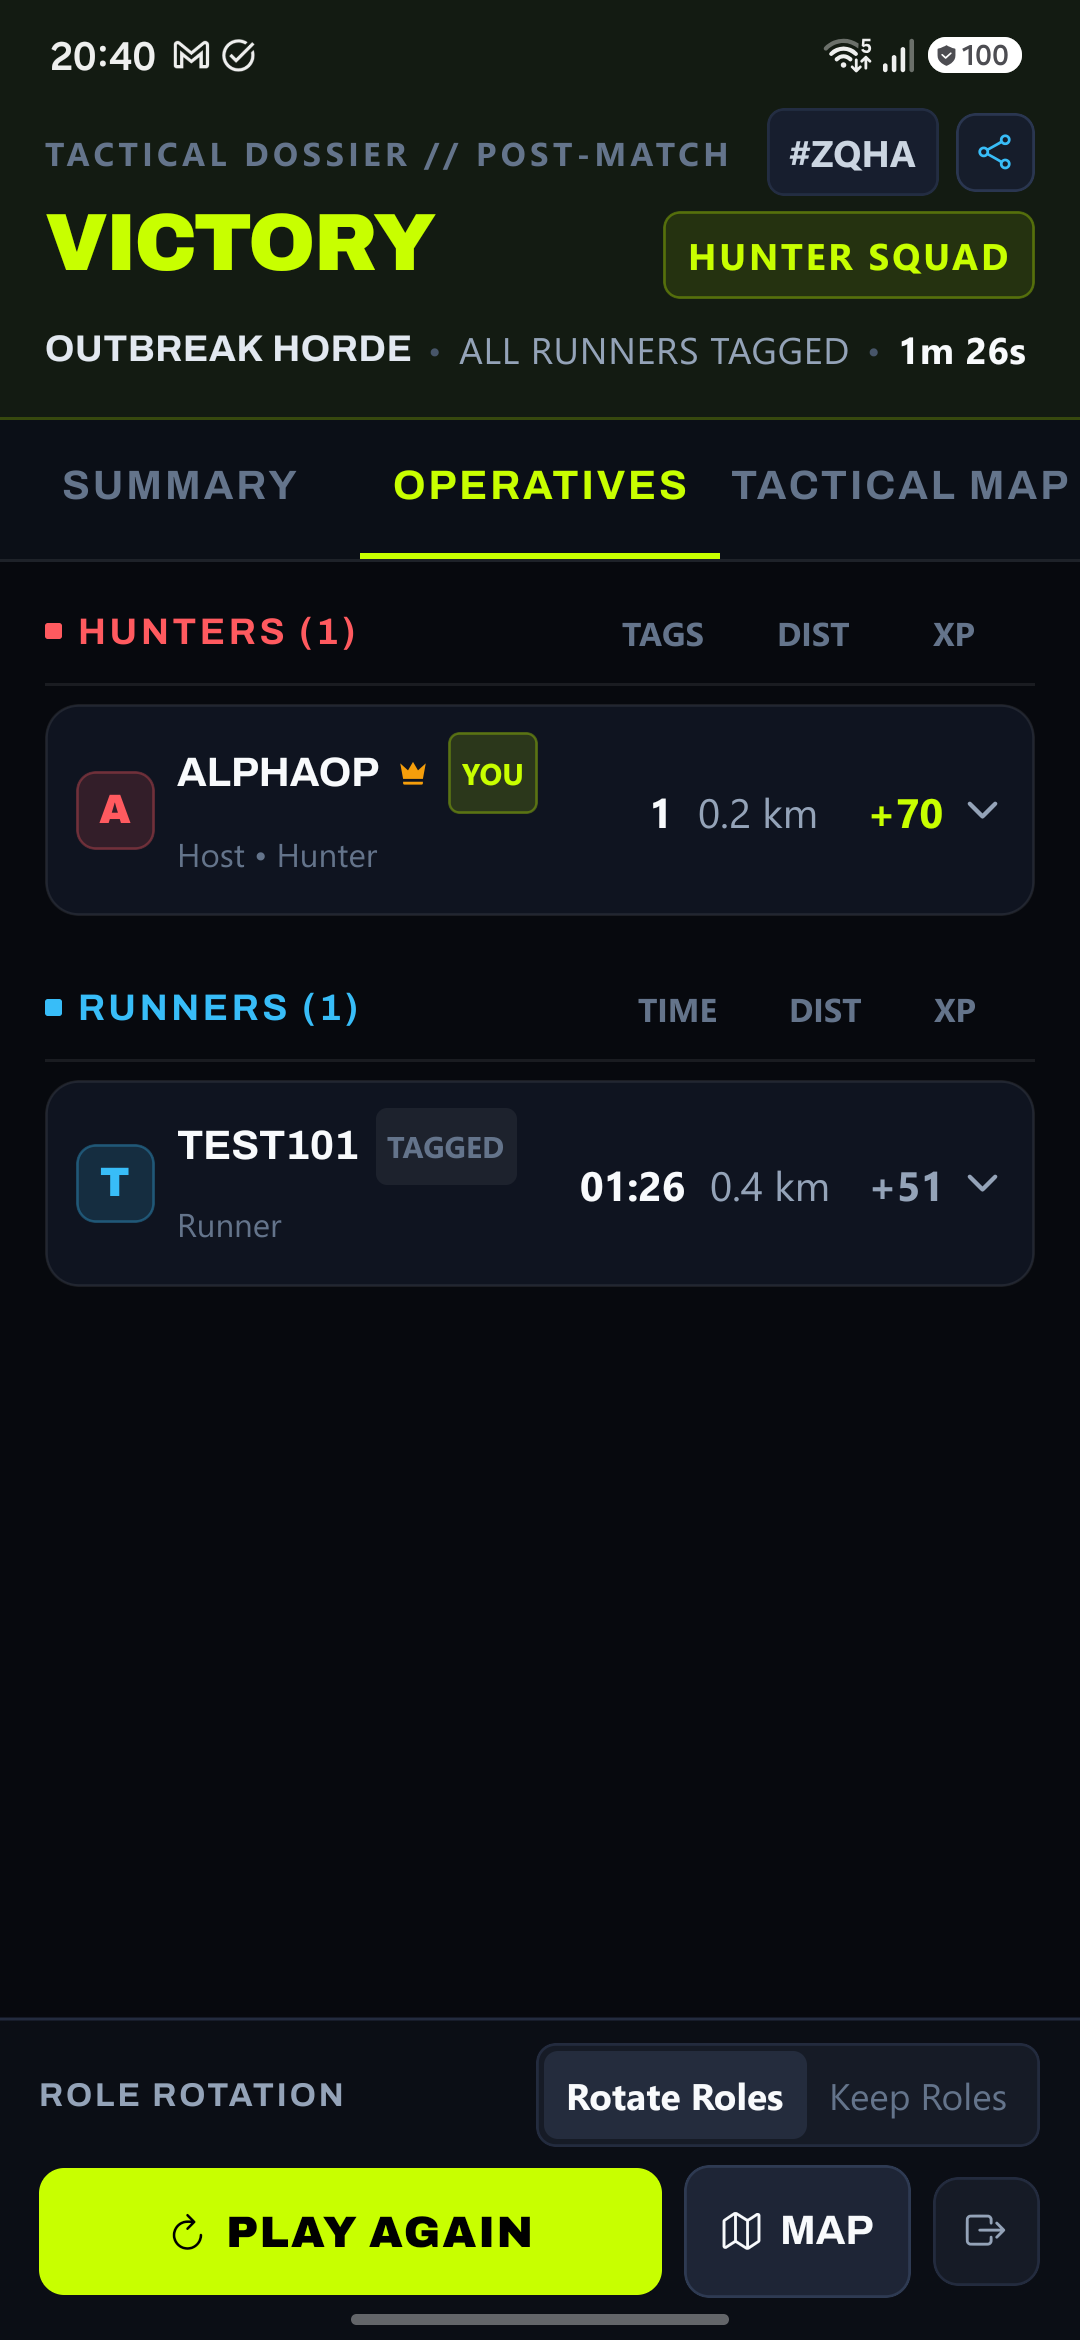 20:40
5
100
TACTICAL DOSSIER // POST-MATCH
#ZQHA
VICTORY
HUNTER SQUAD
OUTBREAK HORDE • ALL RUNNERS TAGGED • 1m 26s
SUMMARY OPERATIVES TACTICAL MAP
HUNTERS (1) TAGS DIST XP
A
ALPHAOP YOU
Host • Hunter
1 0.2 km +70
RUNNERS (1) TIME DIST XP
T
TEST101 TAGGED
Runner
01:26 0.4 km +51
ROLE ROTATION Rotate Roles Keep Roles
PLAY AGAIN MAP